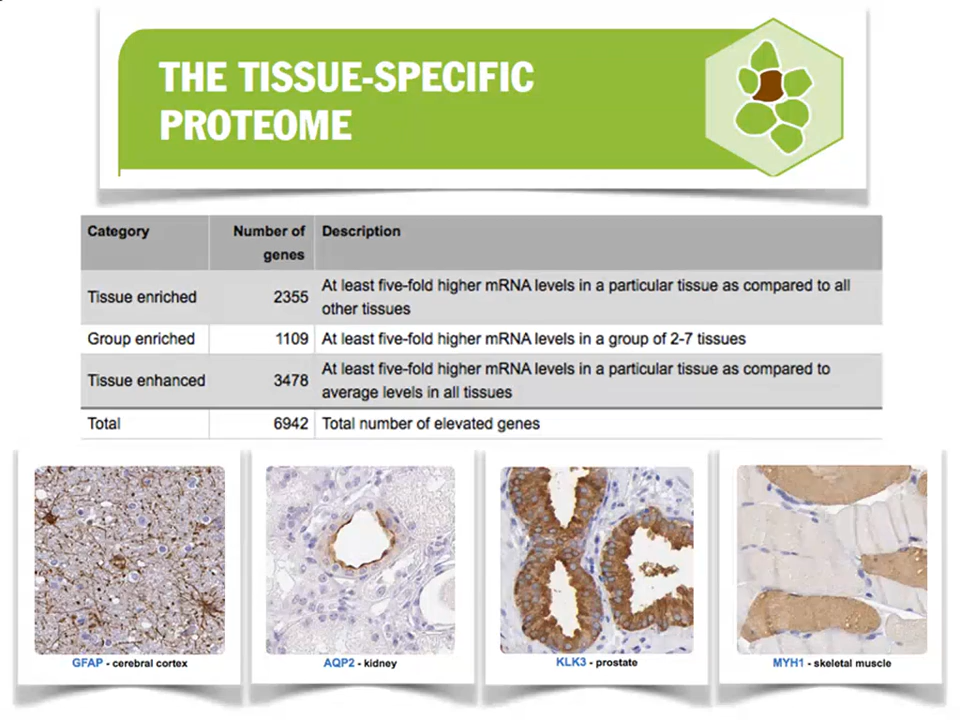 THE TISSUE-SPECIFIC
PROTEOME
Category Number of genes Description
Tissue enriched 2355 At least five-fold higher mRNA levels in a particular tissue as compared to all
other tissues
Group enriched 1109 At least five-fold higher mRNA levels in a group of 2-7 tissues
Tissue enhanced 3478 At least five-fold higher mRNA levels in a particular tissue as compared to
average levels in all tissues
Total 6942 Total number of elevated genes
GFAP - cerebral cortex
AQP2 - kidney
KLK3 - prostate
MYH1 - skeletal muscle